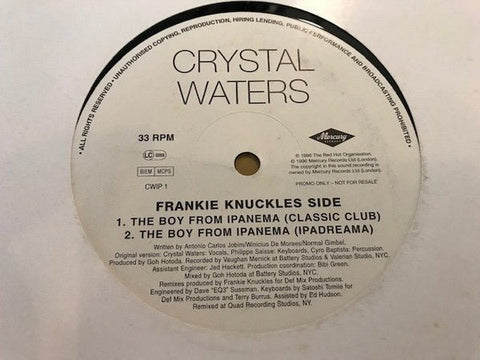 • ALL RIGHTS RESERVED • UNAUTHORISED COPYING, REPRODUCTION, HIRING LENDING, PUBLIC PERFORMANCE AND BROADCASTING PROHIBITED •
CRYSTAL
WATERS
33 RPM
LC 0268
BIEM MCPS
CWIP 1
Mercury
℗ 1996 The Red Hot Organisation.
© 1996 Mercury Records Ltd (London).
The copyright in this sound recording is
owned by Mercury Records Ltd (London).
PROMO ONLY – NOT FOR RESALE
FRANKIE KNUCKLES SIDE
1. THE BOY FROM IPANEMA (CLASSIC CLUB)
2. THE BOY FROM IPANEMA (IPADREAMA)
Written by Antonio Carlos Jobim/Winicius De Moraes/Normal Gimbel.
Original version: Crystal Waters: Vocals, Philippe Saisse: Keyboards, Cyro Baptista: Percussion.
Produced by Goh Hotoda. Recorded by Vaughan Merrick at Battery Studios & Valerian Studio, NYC.
Assistant Engineer: Jed Hackett. Production coordination: Bibi Green.
Mixed by Goh Hotoda at Battery Studios, NYC.
Remixes produced by Frankie Knuckles for Def Mix Productions.
Engineered by Dave "EQ3" Sussman. Keyboards by Satoshi Tomiie for
Def Mix Productions and Terry Burrus. Assisted by Ed Hudson.
Remixed at Quad Recording Studios, NY.